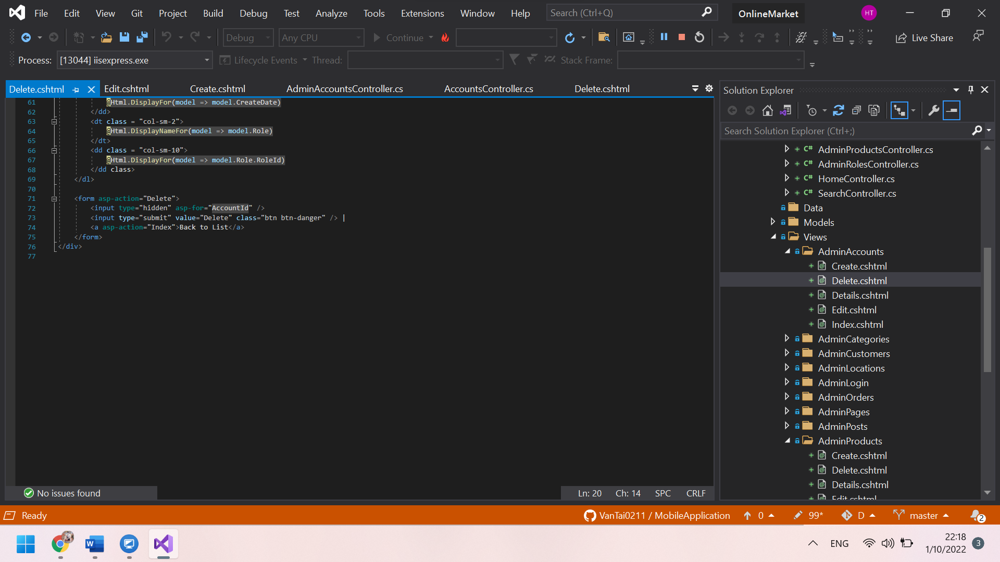 File Edit View Git Project Build Debug Test Analyze Tools Extensions Window Help Search (Ctrl+Q) OnlineMarket HT
Debug Any CPU Continue Live Share
Process: [13044] iisexpress.exe Lifecycle Events Thread: Stack Frame:
Delete.cshtml Edit.cshtml Create.cshtml AdminAccountsController.cs AccountsController.cs Delete.cshtml
61 @Html.DisplayFor(model => model.CreateDate)
62 </dd>
63 <dt class = "col-sm-2">
64 @Html.DisplayNameFor(model => model.Role)
65 </dt>
66 <dd class = "col-sm-10">
67 @Html.DisplayFor(model => model.Role.RoleId)
68 </dd class>
69 </dl>
70
71 <form asp-action="Delete">
72 <input type="hidden" asp-for="AccountId" />
73 <input type="submit" value="Delete" class="btn btn-danger" /> |
74 <a asp-action="Index">Back to List</a>
75 </form>
76 </div>
77
No issues found Ln: 20 Ch: 14 SPC CRLF
Solution Explorer
Search Solution Explorer (Ctrl+;)
C# AdminProductsController.cs
C# AdminRolesController.cs
C# HomeController.cs
C# SearchController.cs
Data
Models
Views
AdminAccounts
Create.cshtml
Delete.cshtml
Details.cshtml
Edit.cshtml
Index.cshtml
AdminCategories
AdminCustomers
AdminLocations
AdminLogin
AdminOrders
AdminPages
AdminPosts
AdminProducts
Create.cshtml
Delete.cshtml
Details.cshtml
Edit.cshtml
Ready VanTai0211 / MobileApplication 0 99* D master 2
W ENG 22:18 3
1/10/2022